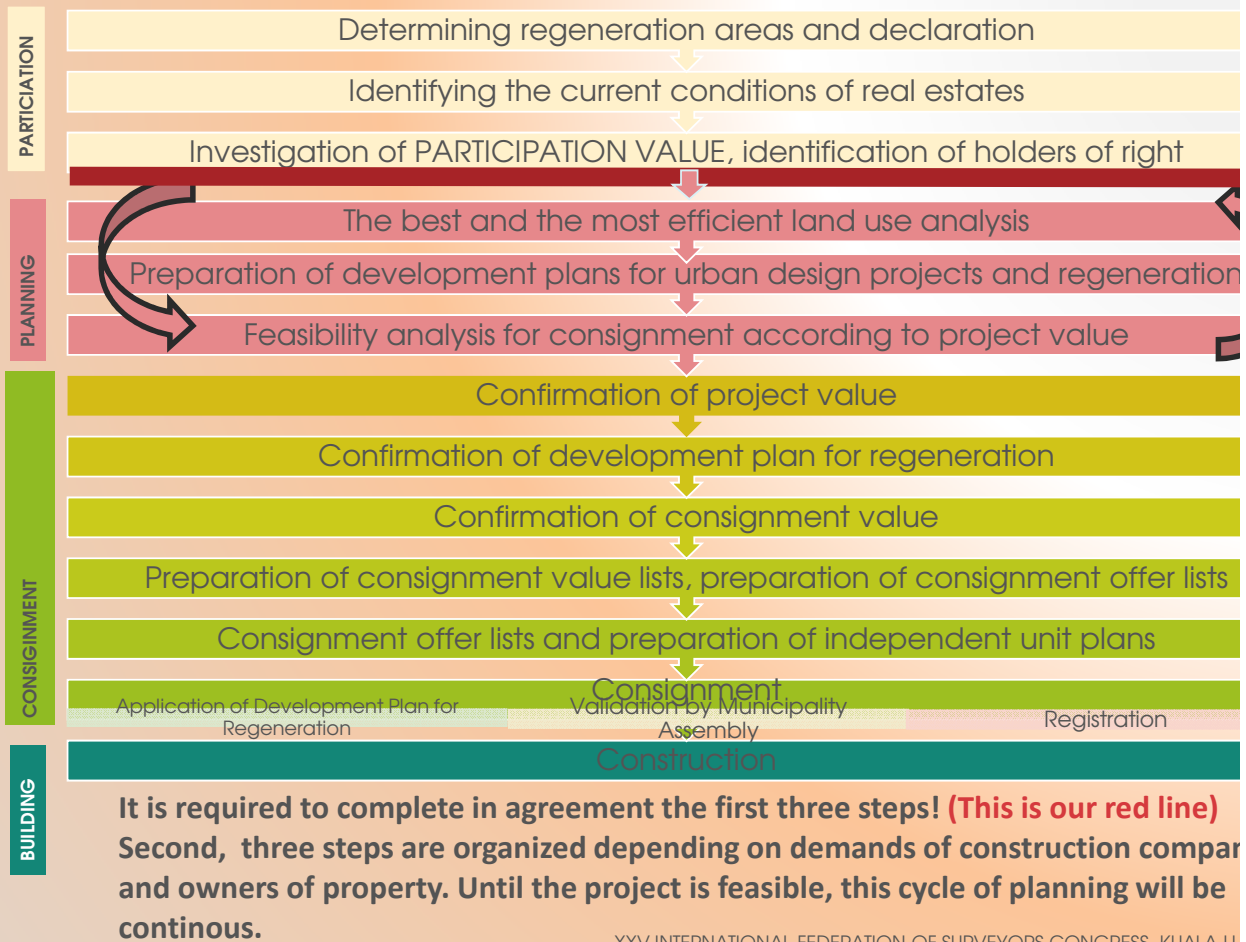 PARTICIATION
Determining regeneration areas and declaration
Identifying the current conditions of real estates
Investigation of PARTICIPATION VALUE, identification of holders of right
PLANNING
The best and the most efficient land use analysis
Preparation of development plans for urban design projects and regeneration
Feasibility analysis for consignment according to project value
CONSIGNMENT
Confirmation of project value
Confirmation of development plan for regeneration
Confirmation of consignment value
Preparation of consignment value lists, preparation of consignment offer lists
Consignment offer lists and preparation of independent unit plans
Consignment
Application of Development Plan for
Regeneration
Validation by Municipality
Assembly
Registration
BUILDING
Construction
It is required to complete in agreement the first three steps! (This is our red line)
Second, three steps are organized depending on demands of construction
and owners of property. Until the project is feasible, this cycle of planning will be
continous.
XXV INTERNATIONAL FEDERATION OF SURVEYORS CONGRESS, KUALA